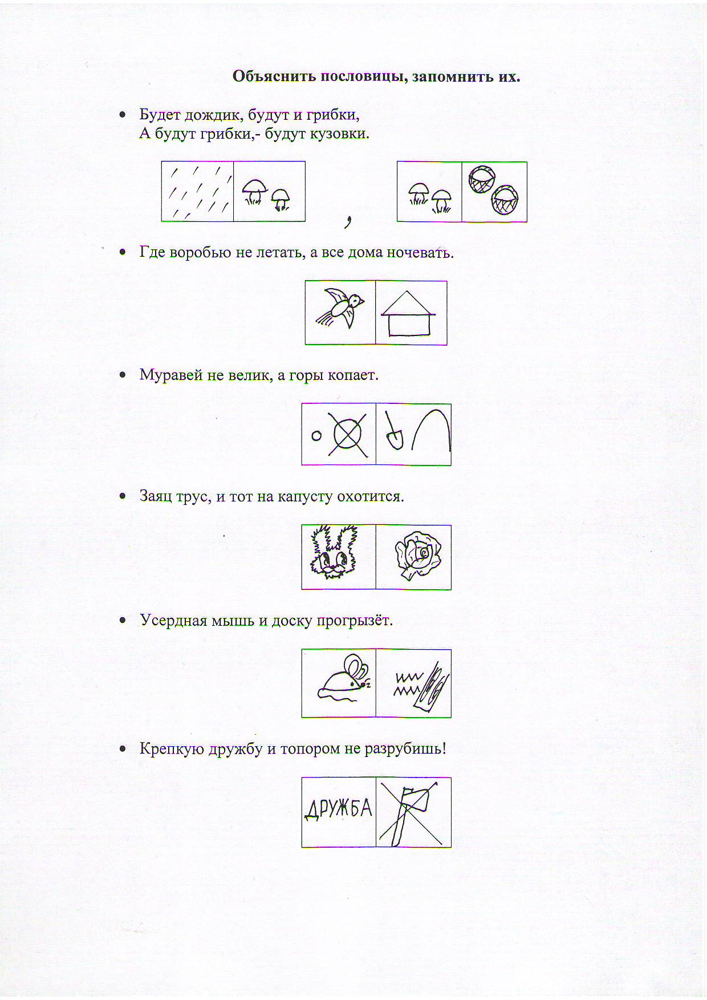 Объяснить пословицы, запомнить их.
• Будет дождик, будут и грибки,
А будут грибки,- будут кузовки.
,
• Где воробью не летать, а все дома ночевать.
• Муравей не велик, а горы копает.
• Заяц трус, и тот на капусту охотится.
• Усердная мышь и доску прогрызёт.
• Крепкую дружбу и топором не разрубишь!
ДРУЖБА